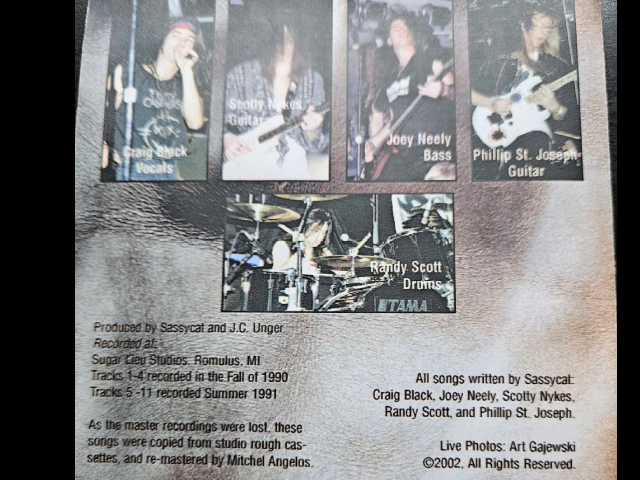 Craig Black
Vocals
Scotty Nykes
Guitar
Joey Neely
Bass
Phillip St. Joseph
Guitar
Randy Scott
Drums
TAMA
Produced by Sassycat and J.C. Unger
Recorded at:
Studios, Romulus, MI
Tracks 1-4 recorded in the Fall of 1990
Tracks 5 -11 recorded Summer 1991
As the master recordings were lost, these
songs were copied from studio rough cas-
settes, and re-mastered by Mitchel Angelos.
All songs written by Sassycat:
Craig Black, Joey Neely, Scotty Nykes,
Randy Scott, and Phillip St. Joseph.
Live Photos: Art Gajewski
©2002, All Rights Reserved.